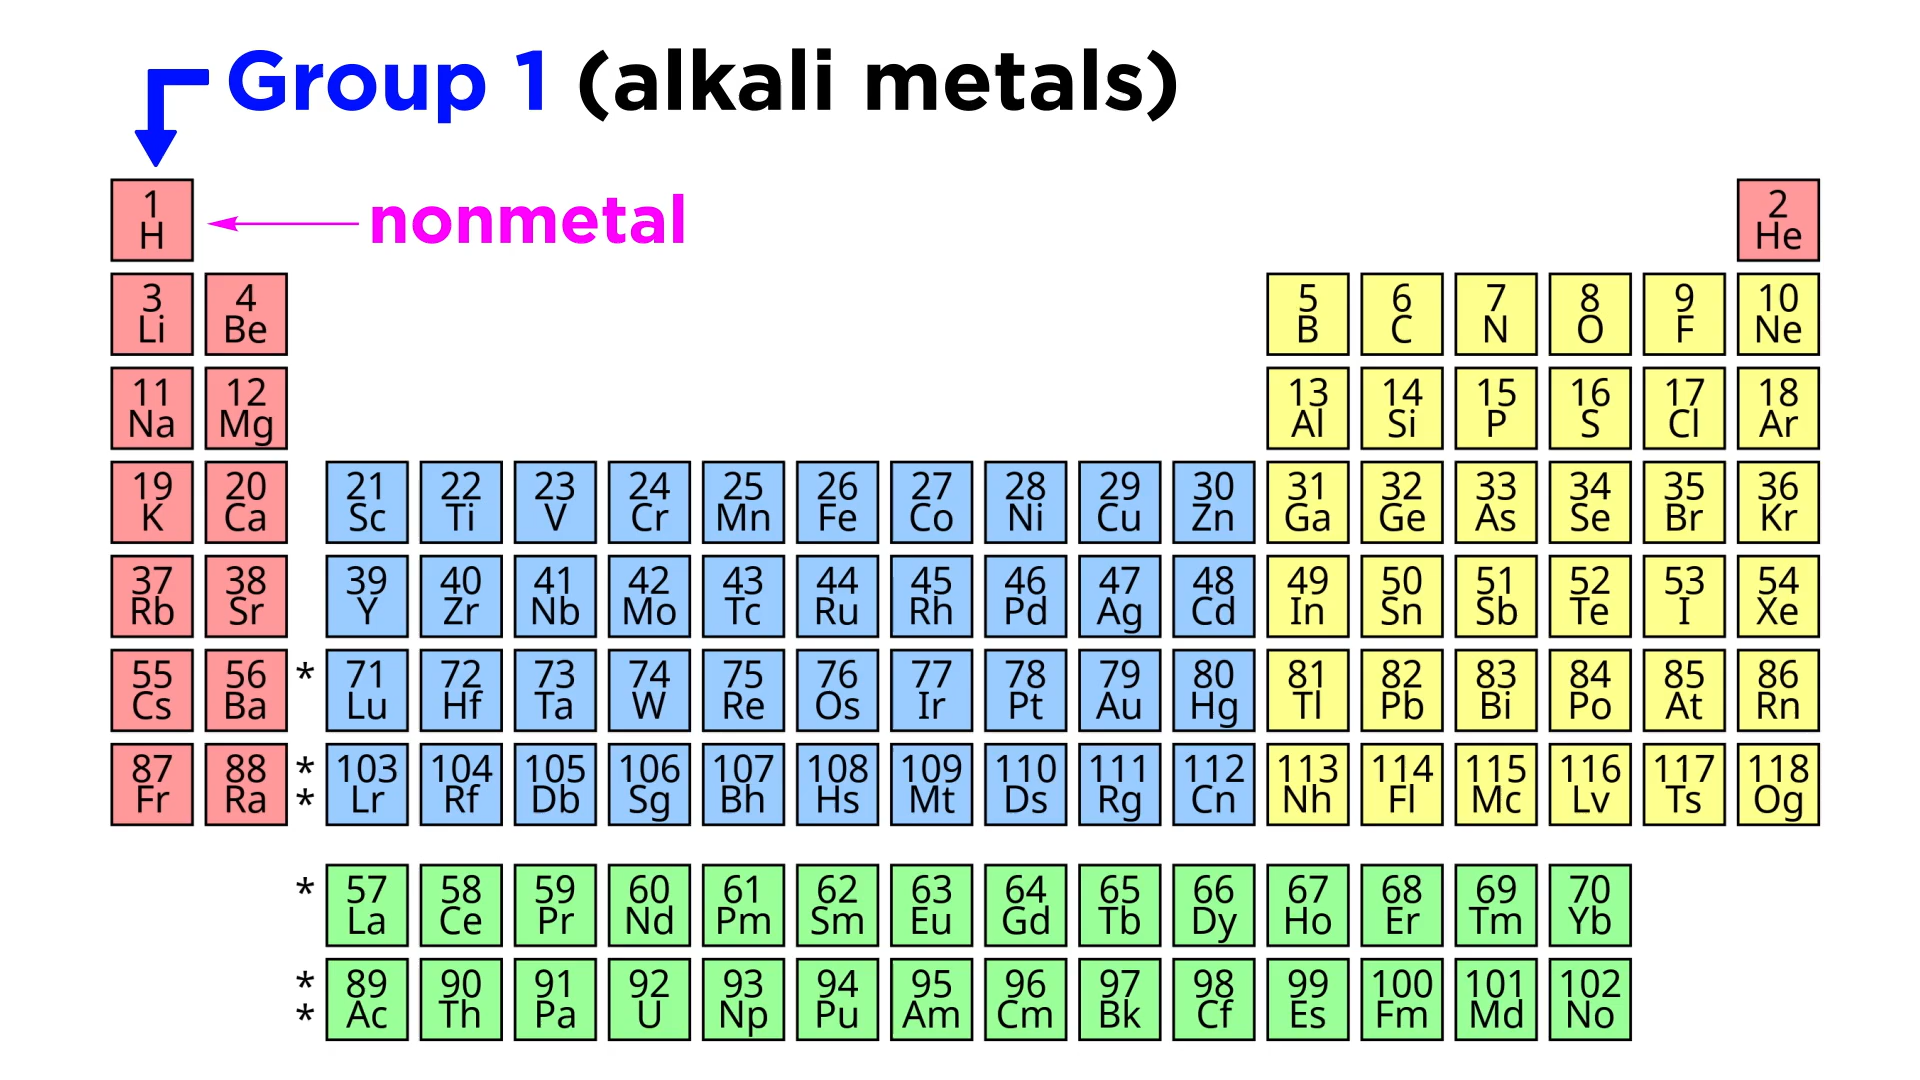 Group 1 (alkali metals)
1 2
H nonmetal He
3 4 5 6 7 8 9 10
Li Be B C N O F Ne
11 12 13 14 15 16 17 18
Na Mg Al Si P S Cl Ar
19 20 21 22 23 24 25 26 27 28 29 30 31 32 33 34 35 36
K Ca Sc Ti V Cr Mn Fe Co Ni Cu Zn Ga Ge As Se Br Kr
37 38 39 40 41 42 43 44 45 46 47 48 49 50 51 52 53 54
Rb Sr Y Zr Nb Mo Tc Ru Rh Pd Ag Cd In Sn Sb Te I Xe
55 56 * 71 72 73 74 75 76 77 78 79 80 81 82 83 84 85 86
Cs Ba Lu Hf Ta W Re Os Ir Pt Au Hg Tl Pb Bi Po At Rn
87 88 * 103 104 105 106 107 108 109 110 111 112 113 114 115 116 117 118
Fr Ra * Lr Rf Db Sg Bh Hs Mt Ds Rg Cn Nh Fl Mc Lv Ts Og
* 57 58 59 60 61 62 63 64 65 66 67 68 69 70
La Ce Pr Nd Pm Sm Eu Gd Tb Dy Ho Er Tm Yb
* 89 90 91 92 93 94 95 96 97 98 99 100 101 102
* Ac Th Pa U Np Pu Am Cm Bk Cf Es Fm Md No